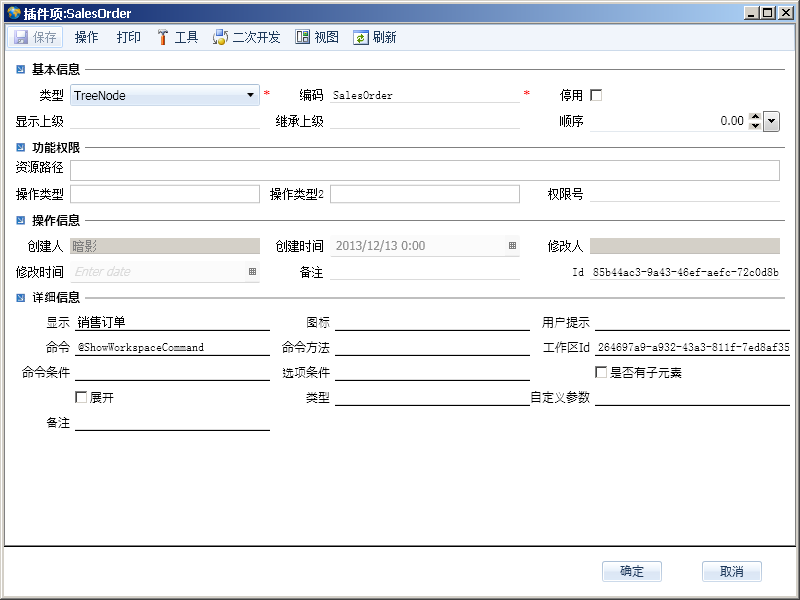 插件项:SalesOrder
保存 操作 打印 工具 二次开发 视图 刷新
基本信息
类型 TreeNode * 编码 SalesOrder * 停用
显示上级 继承上级 顺序 0.00
功能权限
资源路径
操作类型 操作类型2 权限号
操作信息
创建人 暗影 创建时间 2013/12/13 0:00 修改人
修改时间 Enter date 备注 Id 85b44ac3-9a43-46ef-aefc-72c0d8b
详细信息
显示 销售订单 图标 用户提示
命令 @ShowWorkspaceCommand 命令方法 工作区Id 264697a9-a932-43a3-811f-7ed8af35
命令条件 选项条件 是否有子元素
展开 类型 自定义参数
备注
确定 取消